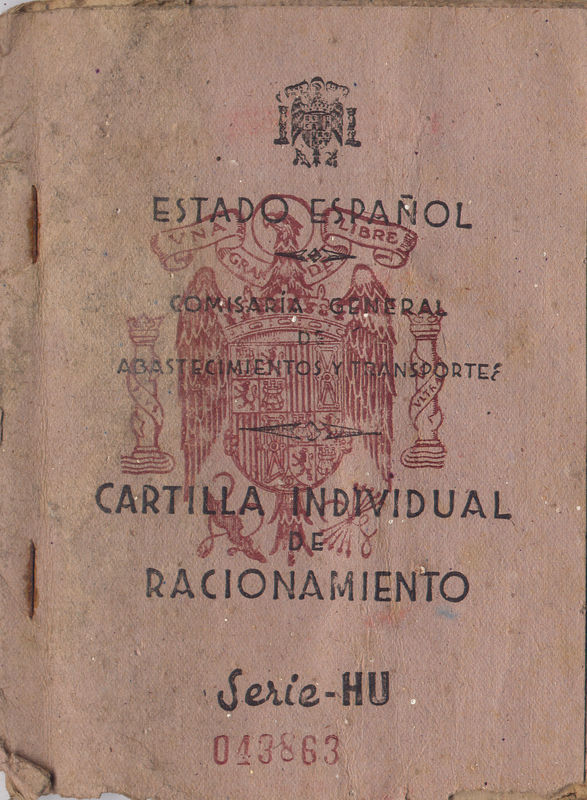 ESTADO ESPAÑOL
UNA GRANDE LIBRE
COMISARÍA GENERAL
DE
ABASTECIMIENTOS Y TRANSPORTES
CARTILLA INDIVIDUAL
DE
RACIONAMIENTO
Serie-HU
043863